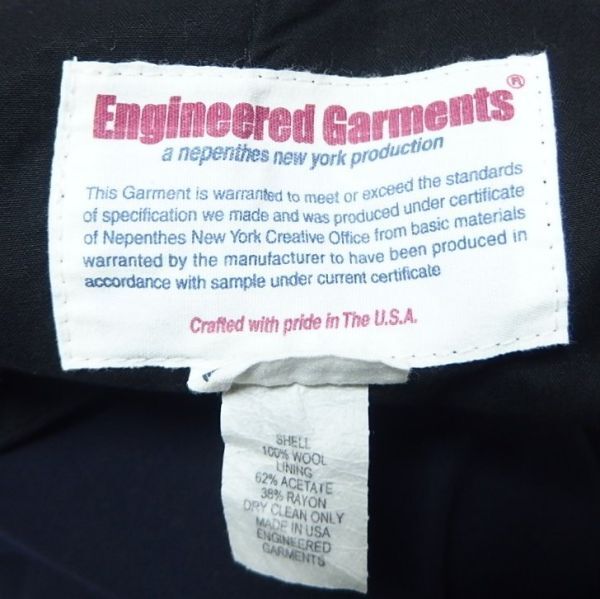 Engineered Garments®
a nepenthes new york production
This Garment is warranted to meet or exceed the standards
of specification we made and was produced under certificate
of Nepenthes New York Creative Office from basic materials
warranted by the manufacturer to have been produced in
accordance with sample under current certificate
Crafted with pride in The U.S.A.
SHELL
100% WOOL
LINING
62% ACETATE
38% RAYON
DRY CLEAN ONLY
MADE IN USA
ENGINEERED
GARMENTS